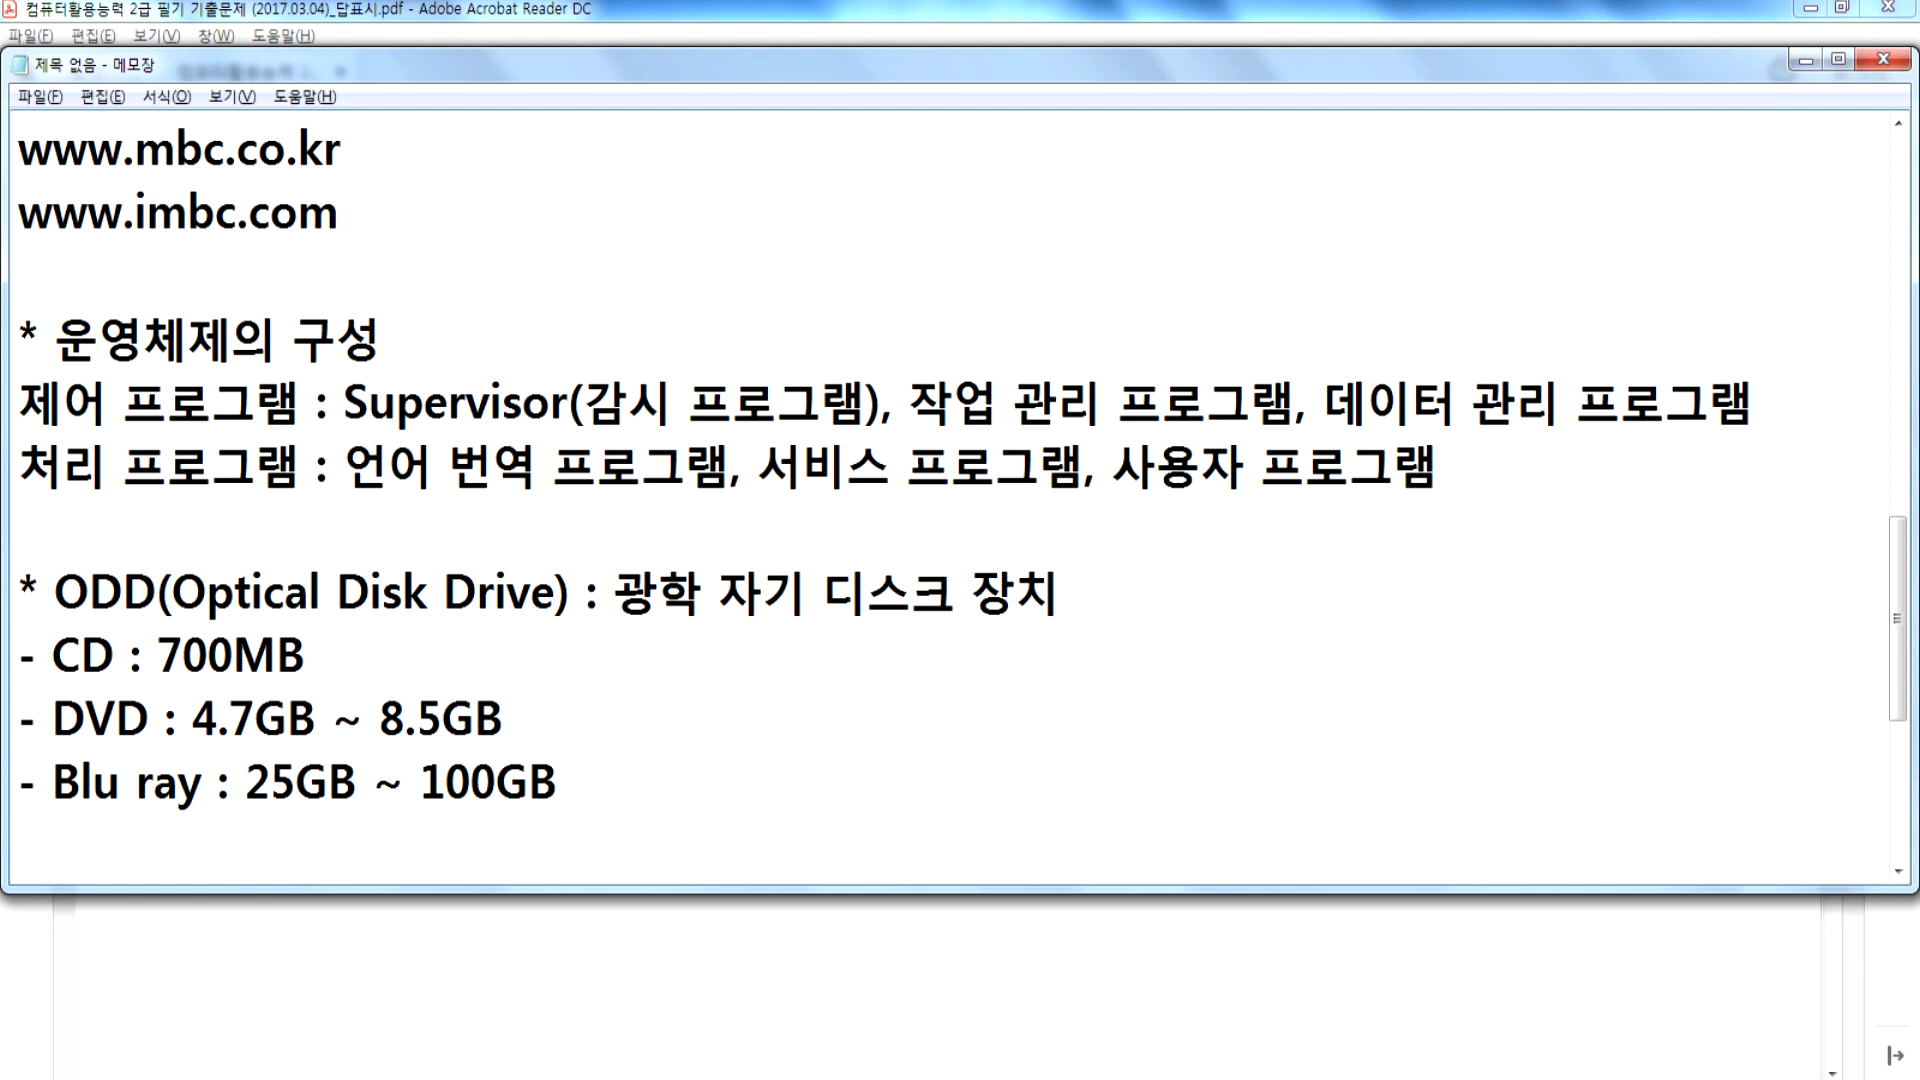 컴퓨터활용능력 2급 필기 기출문제 (2017.03.04)_답표시.pdf - Adobe Acrobat Reader DC
파일(F) 편집(E) 보기(V) 창(W) 도움말(H)
제목 없음 - 메모장
파일(F) 편집(E) 서식(O) 보기(V) 도움말(H)
www.mbc.co.kr
www.imbc.com
* 운영체제의 구성
제어 프로그램 : Supervisor(감시 프로그램), 작업 관리 프로그램, 데이터 관리 프로그램
처리 프로그램 : 언어 번역 프로그램, 서비스 프로그램, 사용자 프로그램
* ODD(Optical Disk Drive) : 광학 자기 디스크 장치
- CD : 700MB
- DVD : 4.7GB ~ 8.5GB
- Blu ray : 25GB ~ 100GB